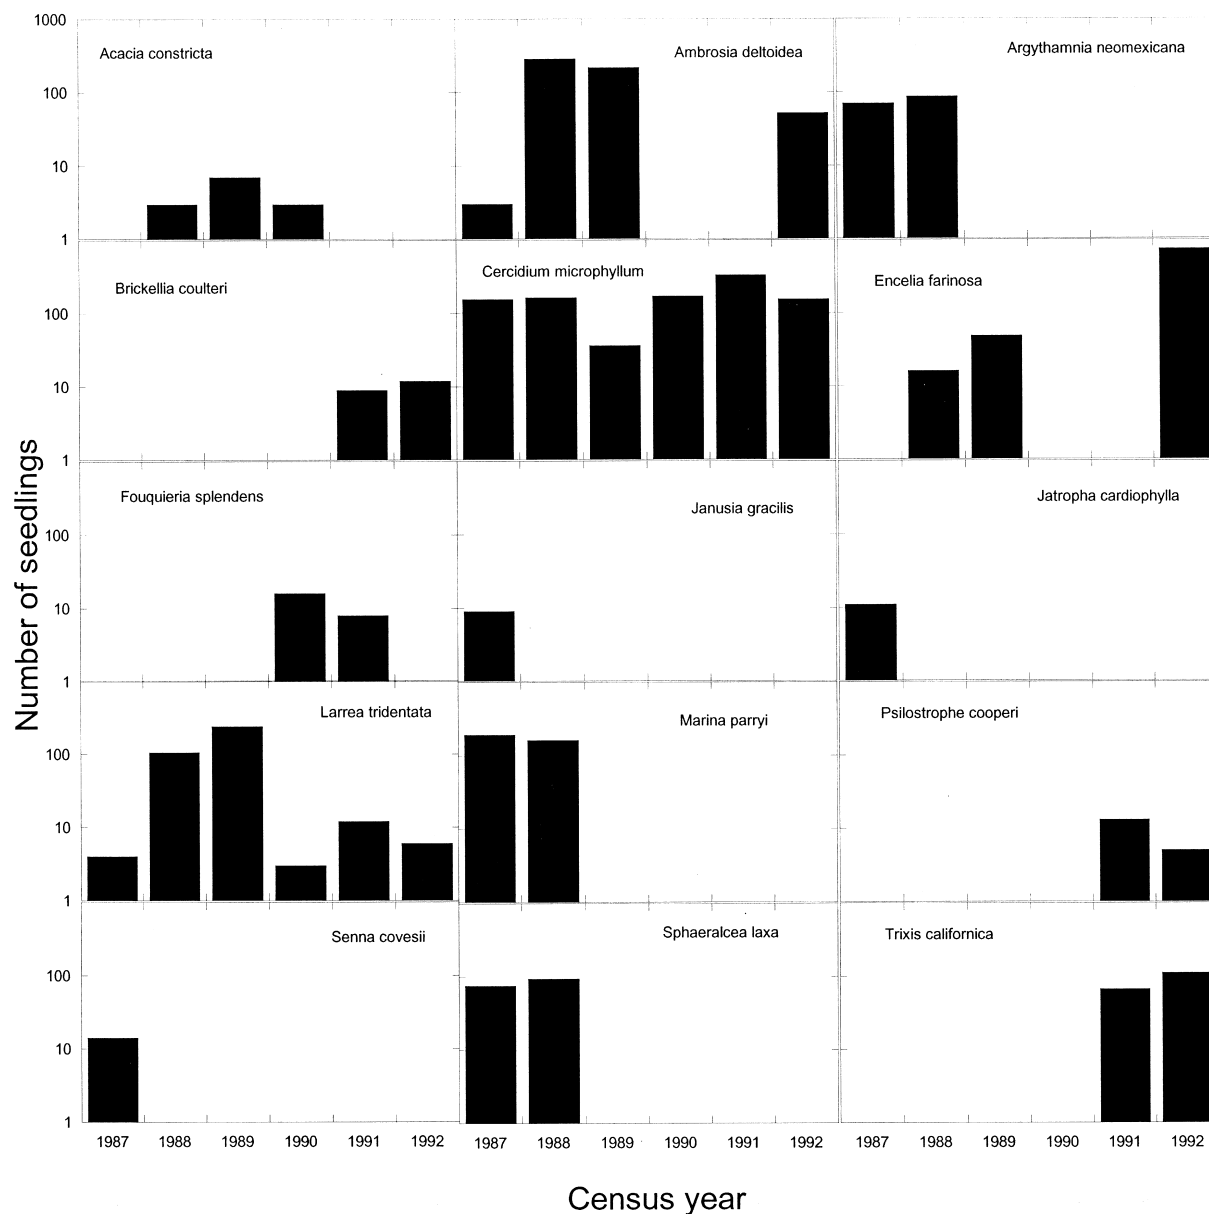 1000
Acacia constricta
Ambrosia deltoidea
Argythamnia neomexicana
100
10
1
Brickellia coulteri
Cercidium microphyllum
Encelia farinosa
100
10
1
Number of seedlings
Fouquieria splendens
Janusia gracilis
Jatropha cardiophylla
100
10
1
Larrea tridentata
Marina parryi
Psilostrophe cooperi
100
10
1
Senna covesii
Sphaeralcea laxa
Trixis californica
100
10
1
1987 1988 1989 1990 1991 1992 1987 1988 1989 1990 1991 1992 1987 1988 1989 1990 1991 1992
Census year